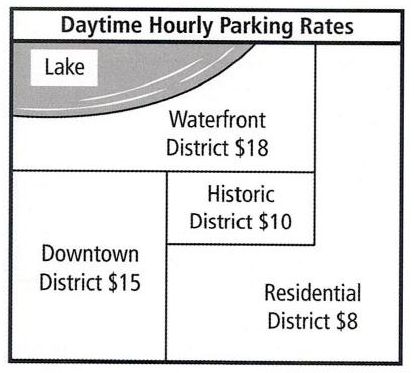 Daytime Hourly Parking Rates
Lake
Waterfront
District $18
Historic
District $10
Downtown
District $15
Residential
District $8